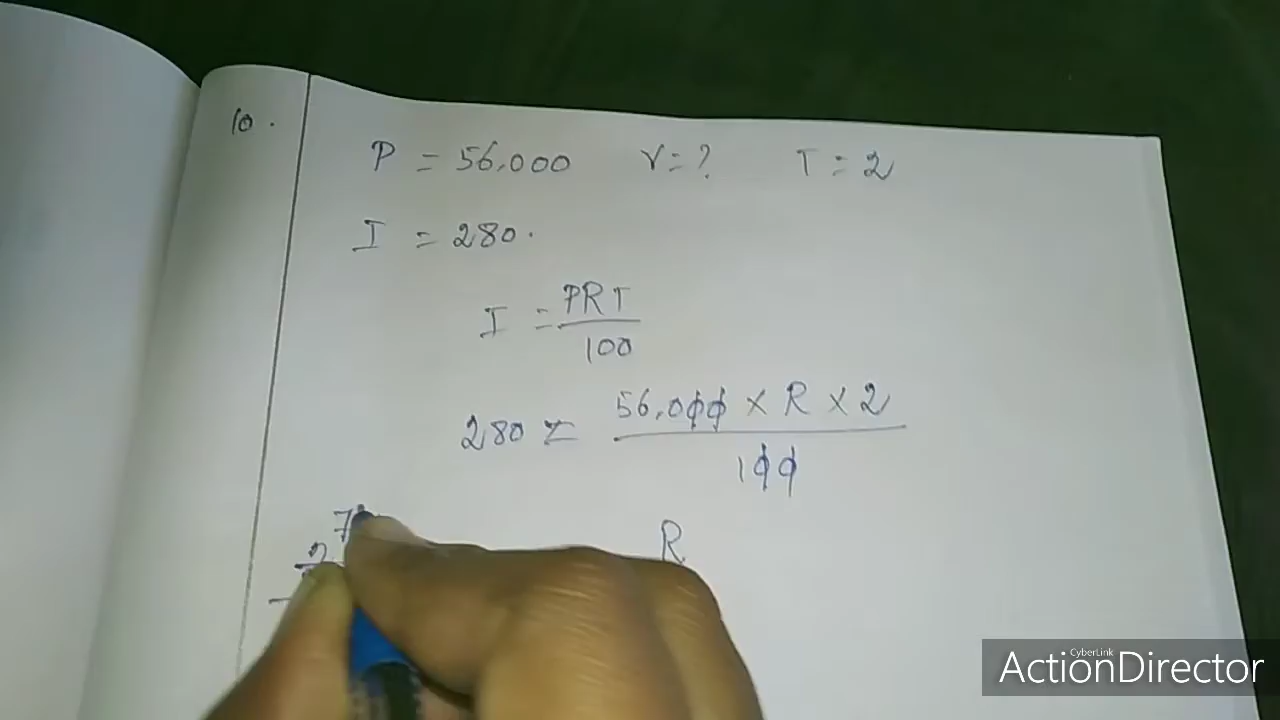 10.
P = 56,000 r = ? T = 2
I = 280.
I = PRT
100
280 = 56,000 × R × 2
100
R
CyberLink
ActionDirector